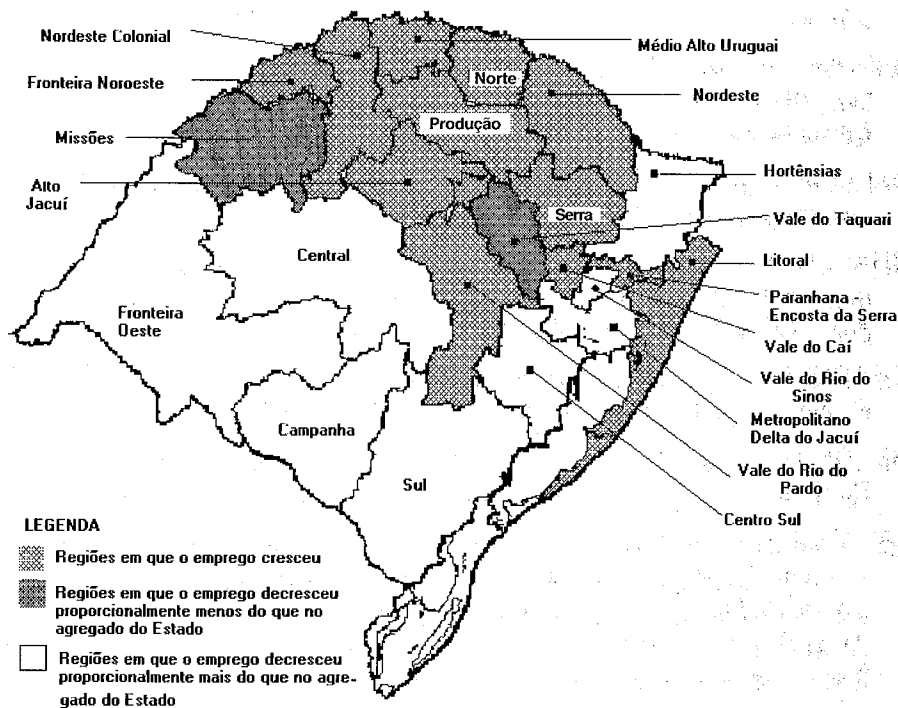 Nordeste Colonial
Médio Alto Uruguai
Norte
Fronteira Noroeste
Nordeste
Produção
Missões
Hortênsias
Alto
Jacuí
Serra
Vale do Taquari
Central
Litoral
Fronteira
Oeste
Paranhana -
Encosta da Serra
Vale do Caí
Vale do Rio do
Sinos
Campanha
Metropolitano
Delta do Jacuí
Sul
Vale do Rio do
Pardo
Centro Sul
LEGENDA
Regiões em que o emprego cresceu
Regiões em que o emprego decresceu
proporcionalmente menos do que no
agregado do Estado
Regiões em que o emprego decresceu
proporcionalmente mais do que no agre-
gado do Estado